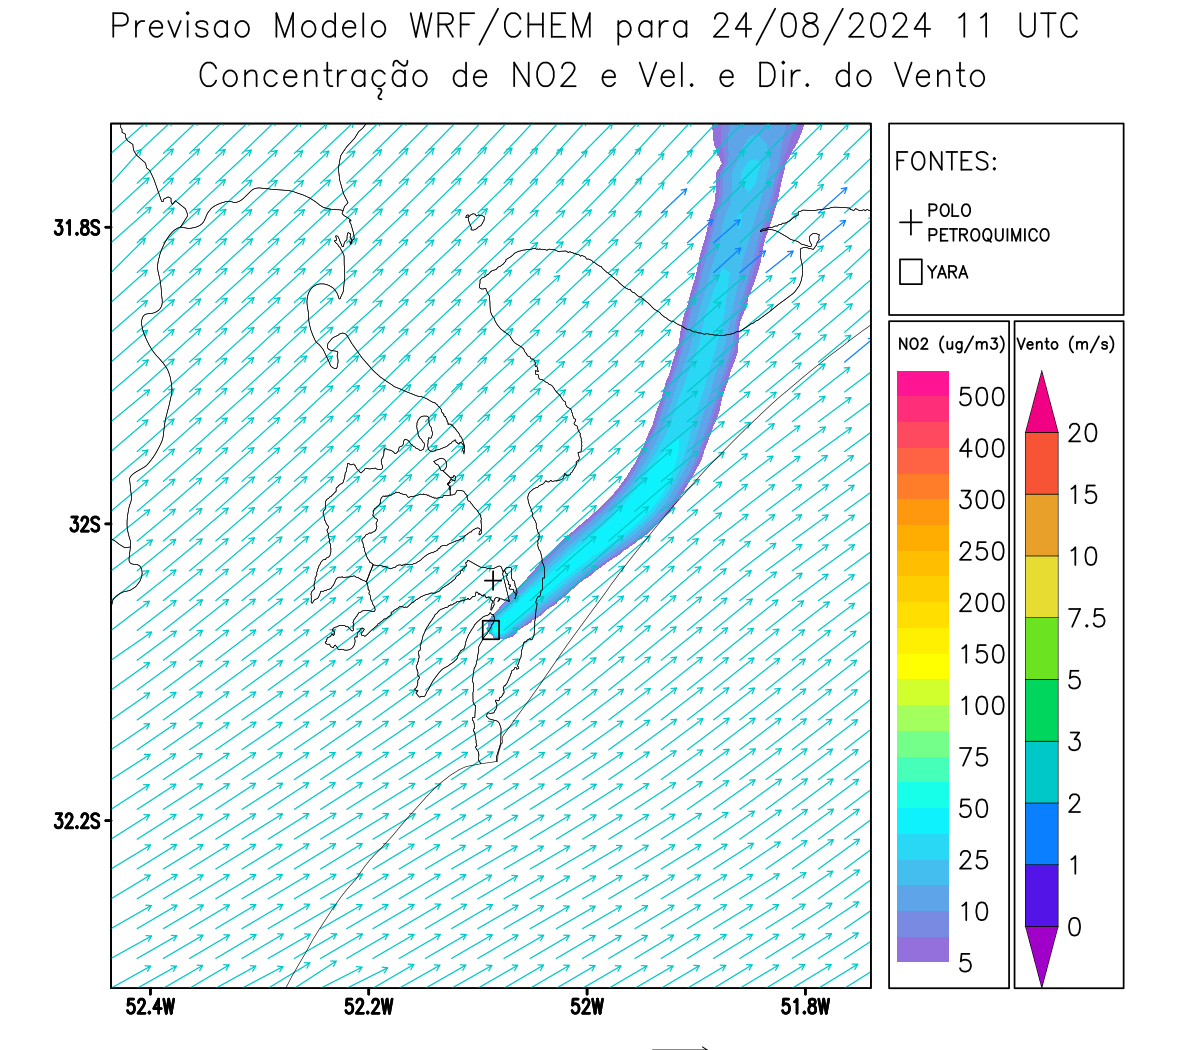 Previsao Modelo WRF/CHEM para 24/08/2024 11 UTC
Concentração de NO2 e Vel. e Dir. do Vento
FONTES:
POLO
PETROQUIMICO
YARA
31.8S
32S
32.2S
52.4W
52.2W
52W
51.8W
NO2 (ug/m3)
500
400
300
250
200
150
100
75
50
25
10
5
Vento (m/s)
20
15
10
7.5
5
3
2
1
0